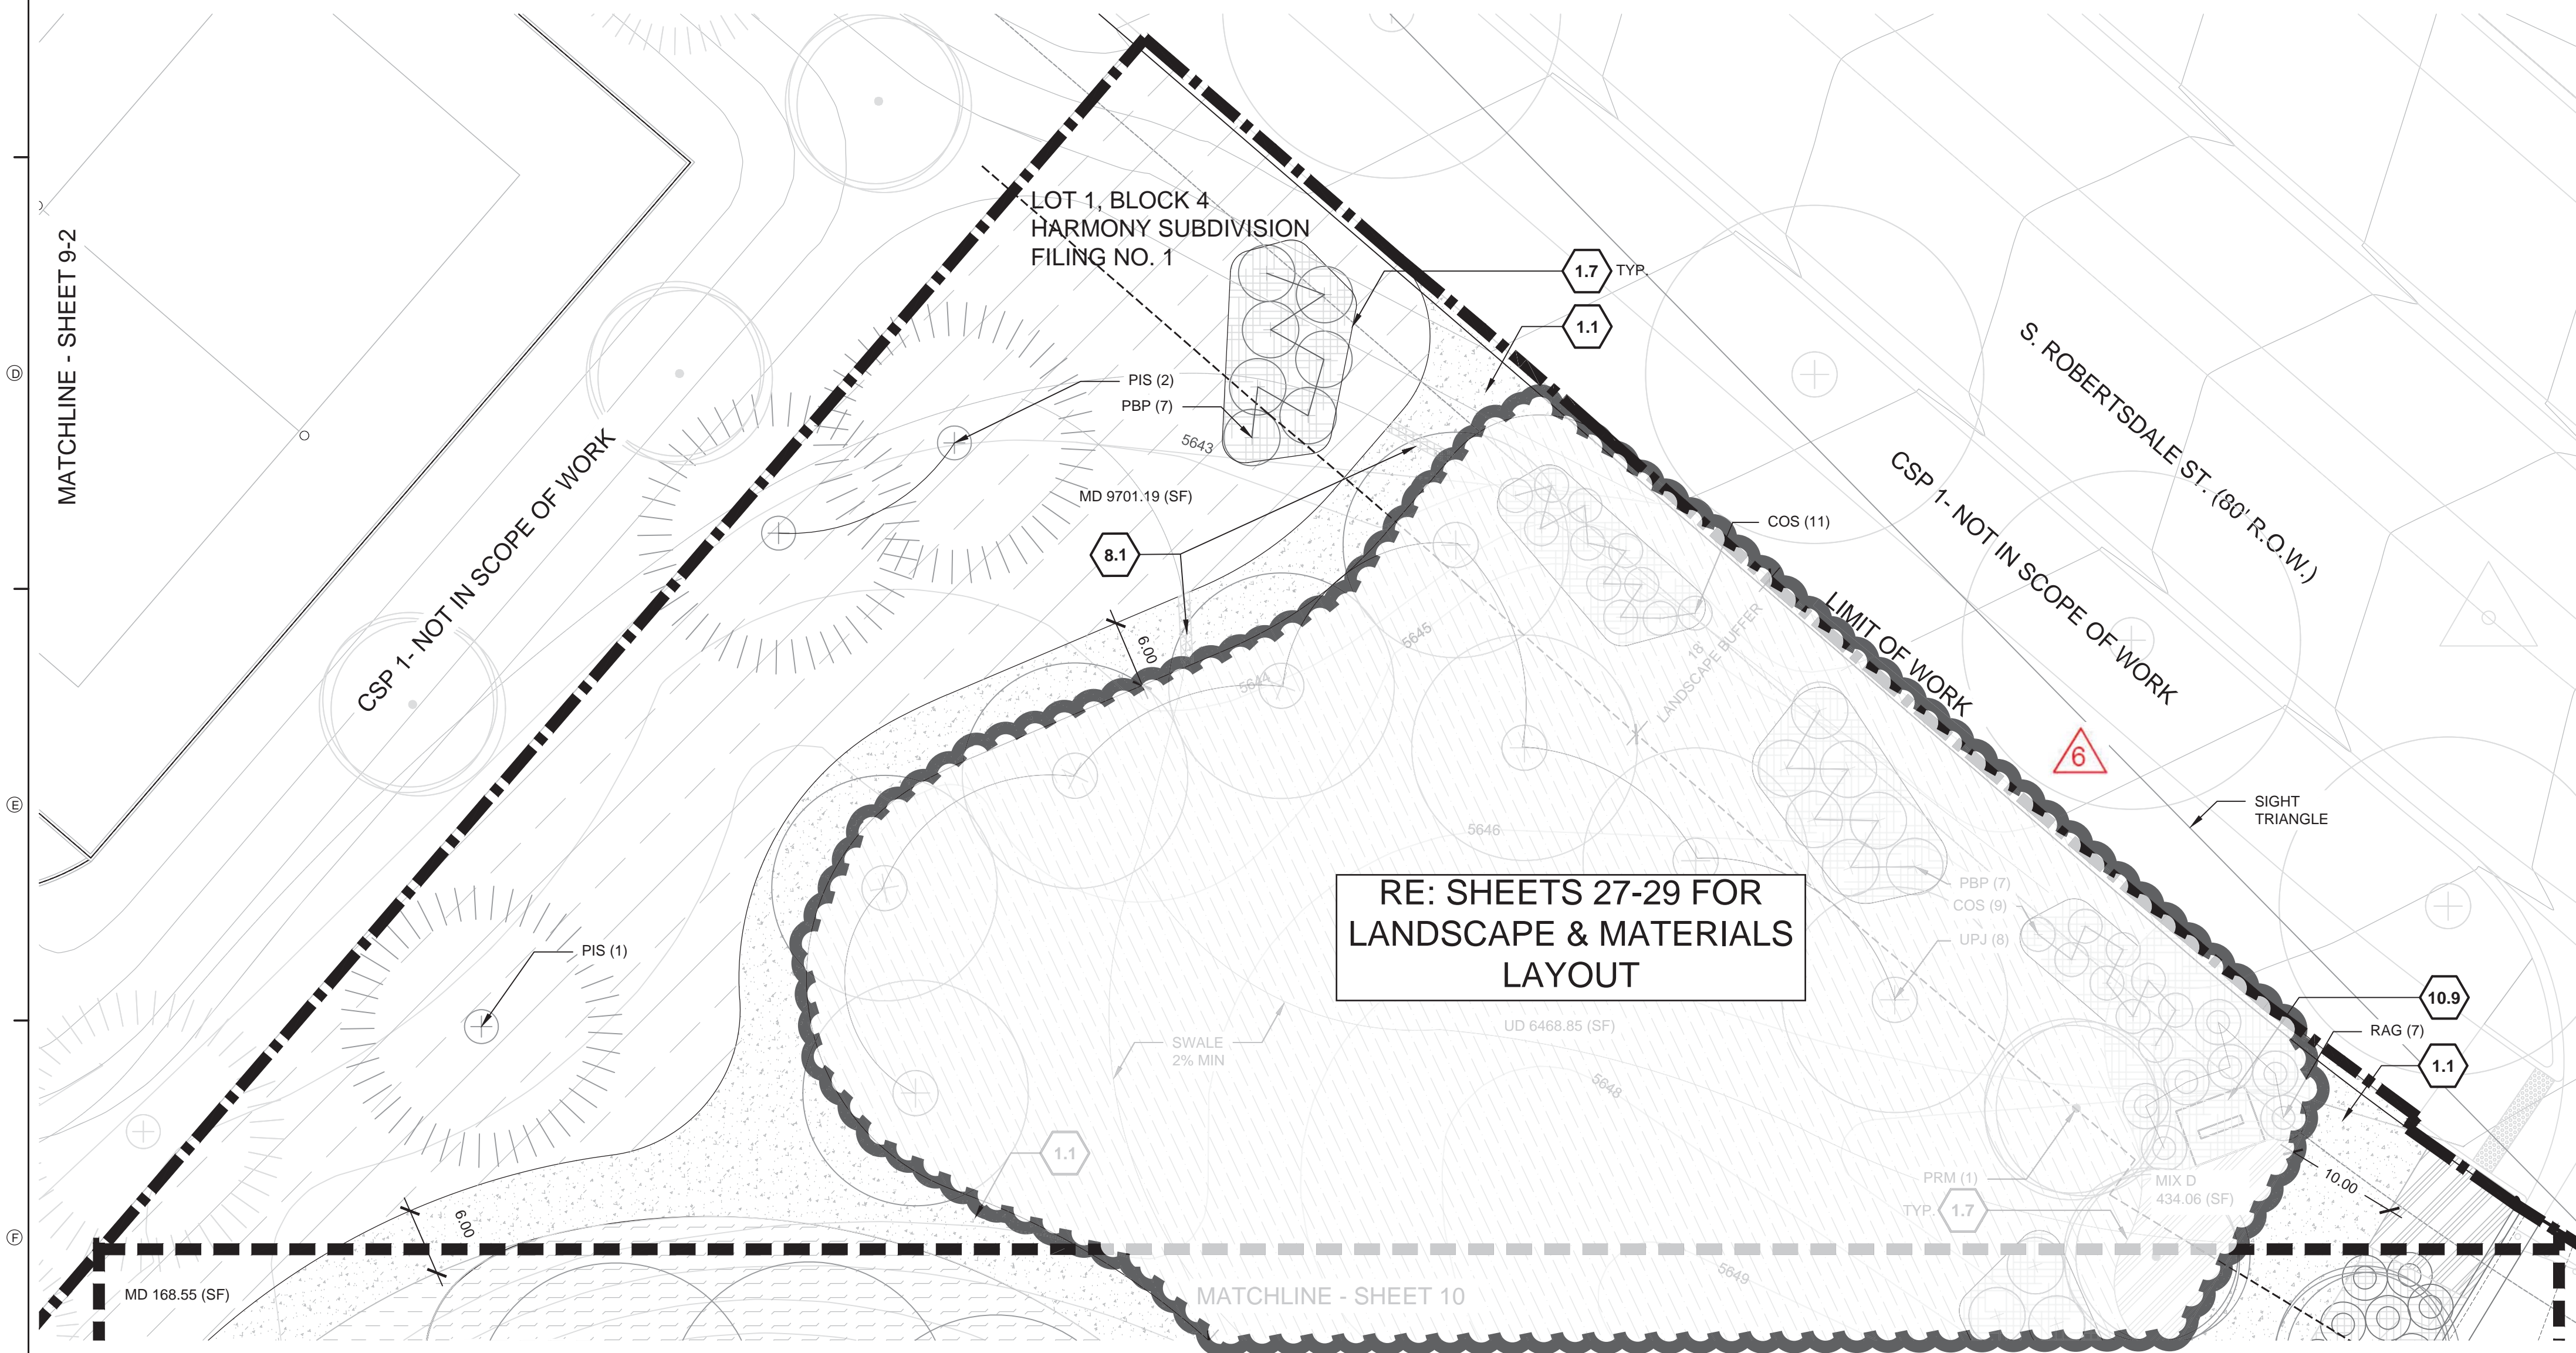 MATCHLINE - SHEET 9-2
D
E
F
LOT 1, BLOCK 4
HARMONY SUBDIVISION
FILING NO. 1
1.7 TYP.
1.1
PIS (2)
PBP (7)
5643
MD 9701.19 (SF)
8.1
6.00
CSP 1- NOT IN SCOPE OF WORK
COS (11)
S. ROBERTSDALE ST. (80' R.O.W.)
CSP 1- NOT IN SCOPE OF WORK
LIMIT OF WORK
18
LANDSCAPE BUFFER
5645
5644
6
SIGHT
TRIANGLE
5646
RE: SHEETS 27-29 FOR
LANDSCAPE & MATERIALS
LAYOUT
PBP (7)
COS (9)
UPJ (8)
PIS (1)
10.9
RAG (7)
1.1
UD 6468.85 (SF)
SWALE
2% MIN
5648
1.1
PRM (1)
TYP. 1.7
MIX D
434.06 (SF)
10.00
6.00
MD 168.55 (SF)
MATCHLINE - SHEET 10
5649